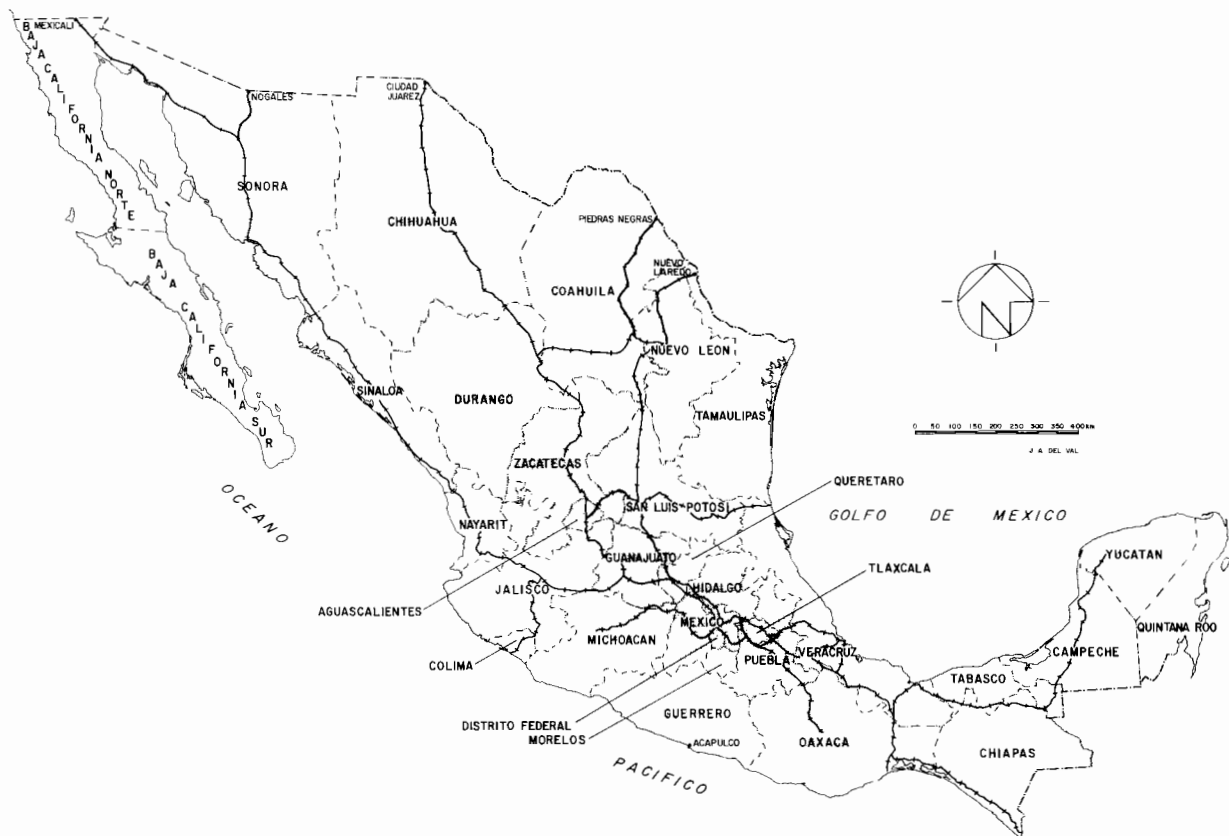 MEXICALI
BAJA CALIFORNIA NORTE
NOGALES
CIUDAD
JUAREZ
SONORA
CHIHUAHUA
PIEDRAS NEGRAS
NUEVO
LAREDO
COAHUILA
BAJA CALIFORNIA SUR
NUEVO LEON
SINALOA
DURANGO
TAMAULIPAS
0 50 100 150 200 250 300 350 400km
J A DEL VAL
ZACATECAS
QUERETARO
OCEANO
SAN LUIS POTOSI
GOLFO DE MEXICO
NAYARIT
GUANAJUATO
YUCATAN
TLAXCALA
JALISCO
HIDALGO
AGUASCALIENTES
MEXICO
QUINTANA ROO
MICHOACAN
VERACRUZ
CAMPECHE
COLIMA
PUEBLA
TABASCO
GUERRERO
DISTRITO FEDERAL
MORELOS
ACAPULCO
OAXACA
CHIAPAS
PACIFICO
N